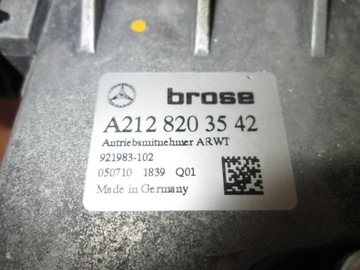 brose
A212 820 35 42
Antriebsmitnehmer ARWT
921983-102
050710 1839 Q01
Made in Germany